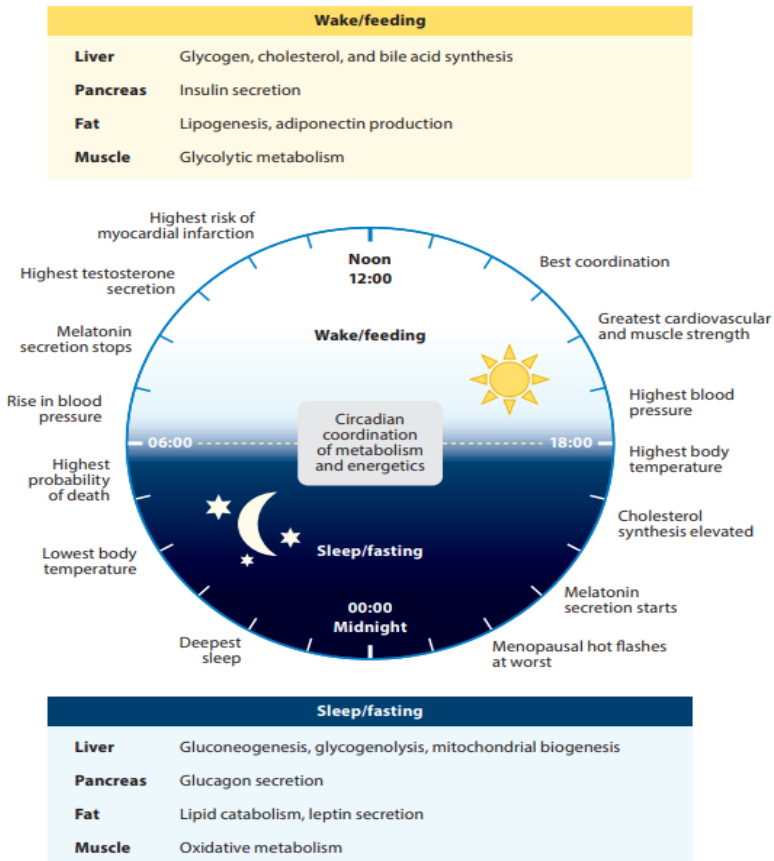 Wake/feeding
Liver Glycogen, cholesterol, and bile acid synthesis
Pancreas Insulin secretion
Fat Lipogenesis, adiponectin production
Muscle Glycolytic metabolism
Highest risk of
myocardial infarction
Highest testosterone
secretion
Melatonin
secretion stops
Rise in blood
pressure
Highest
probability
of death
Lowest body
temperature
Deepest
sleep
Noon
12:00
Wake/feeding
06:00
Circadian
coordination
of metabolism
and energetics
18:00
Sleep/fasting
00:00
Midnight
Best coordination
Greatest cardiovascular
and muscle strength
Highest blood
pressure
Highest body
temperature
Cholesterol
synthesis elevated
Melatonin
secretion starts
Menopausal hot flashes
at worst
Sleep/fasting
Liver Gluconeogenesis, glycogenolysis, mitochondrial biogenesis
Pancreas Glucagon secretion
Fat Lipid catabolism, leptin secretion
Muscle Oxidative metabolism